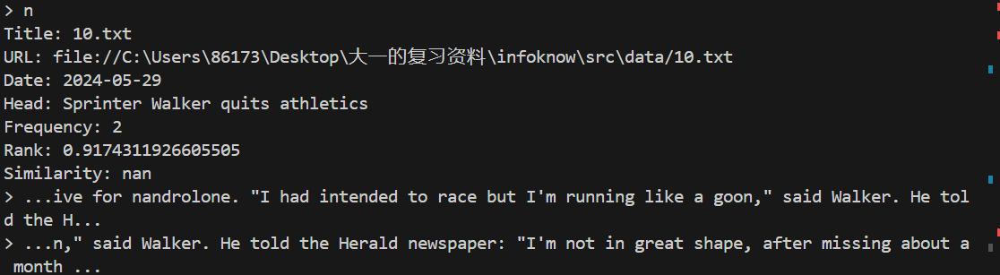 > n
Title: 10.txt
URL: file://C:\Users\86173\Desktop\大一的复习资料\infoknow\src\data/10.txt
Date: 2024-05-29
Head: Sprinter Walker quits athletics
Frequency: 2
Rank: 0.9174311926605505
Similarity: nan
> ...ive for nandrolone. "I had intended to race but I'm running like a goon," said Walker. He tol
d the H...
> ...n," said Walker. He told the Herald newspaper: "I'm not in great shape, after missing about a
 month ...